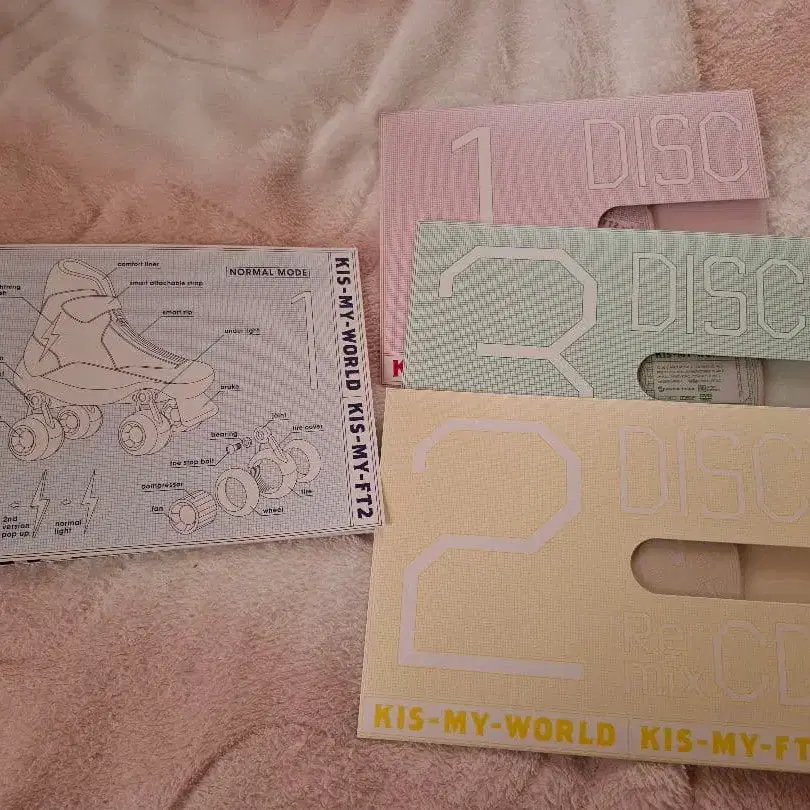 comfort liner
NORMAL MODE
smart attachable strap
smart zip
under light
brake
1
joint
bearing
tire cover
toe stop bolt
compressor
tire
fan
wheel
2nd
version
pop up
normal
light
KIS-MY-WORLD / KIS-MY-FT2
1 DISC
K
3 DISC
2 DISC
Re:
mix CD
KIS-MY-WORLD | KIS-MY-FT